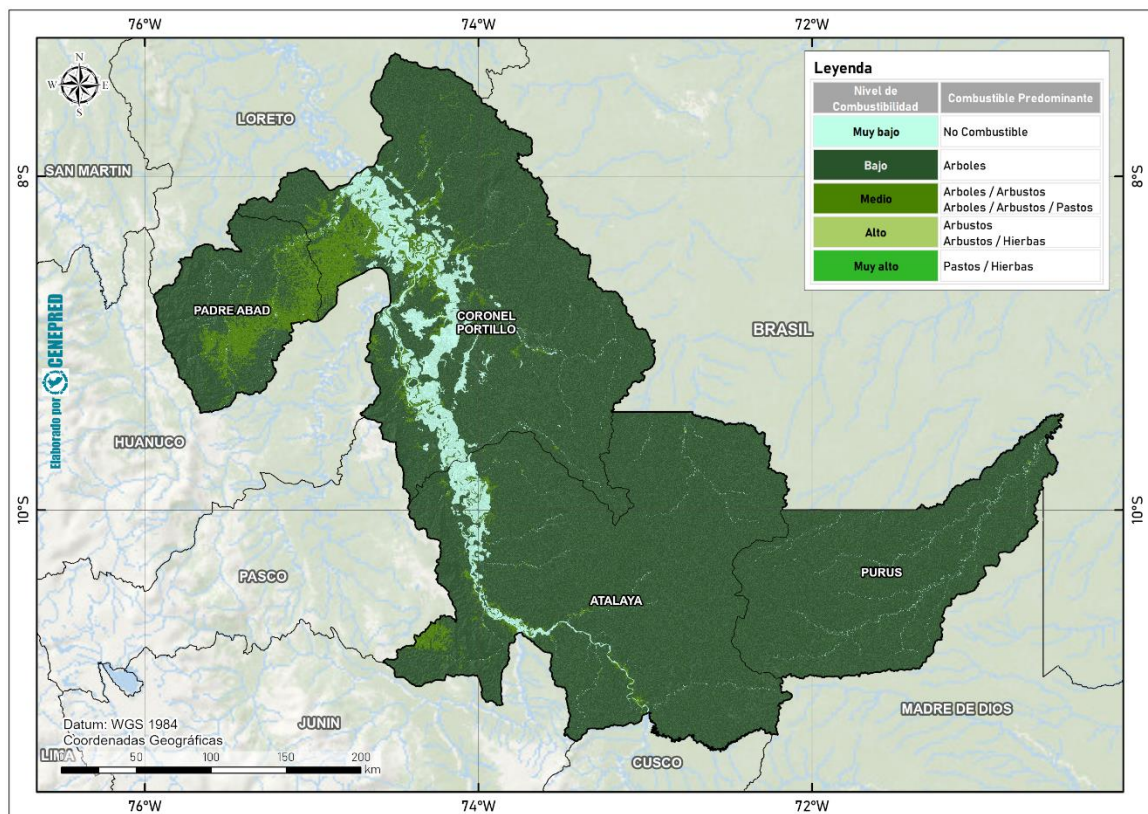 76°W
74°W
72°W
N
W
E
S
LORETO
SAN MARTIN
8°S
8°S
Leyenda
Nivel de
Combustibilidad
Combustible Predominante
Muy bajo
No Combustible
Bajo
Arboles
Medio
Arboles / Arbustos
Arboles / Arbustos / Pastos
Alto
Arbustos
Arbustos / Hierbas
Muy alto
Pastos / Hierbas
PADRE ABAD
CORONEL
PORTILLO
BRASIL
Elaborado por CENEPRED
HUANUCO
10°S
10°S
PASCO
ATALAYA
PURUS
JUNIN
MADRE DE DIOS
CUSCO
Datum: WGS 1984
Coordenadas Geográficas
LIMA
50
100
150
200
km
76°W
74°W
72°W